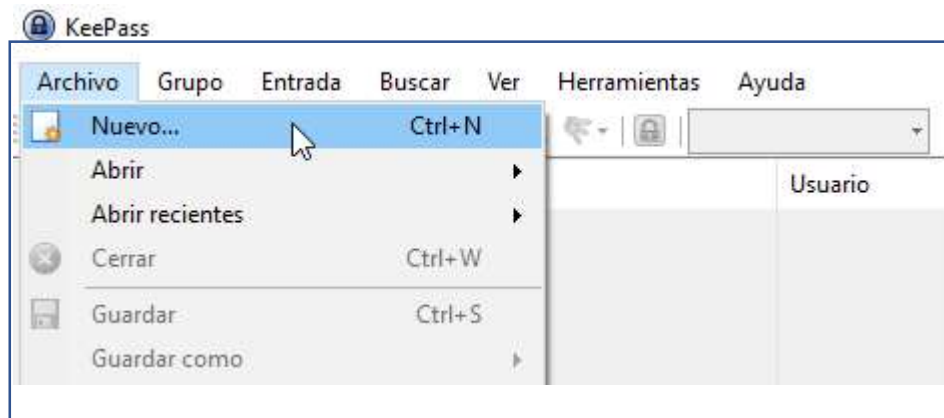 KeePass
Archivo Grupo Entrada Buscar Ver Herramientas Ayuda
Nuevo... Ctrl+N
Abrir
Usuario
Abrir recientes
Cerrar Ctrl+W
Guardar Ctrl+S
Guardar como